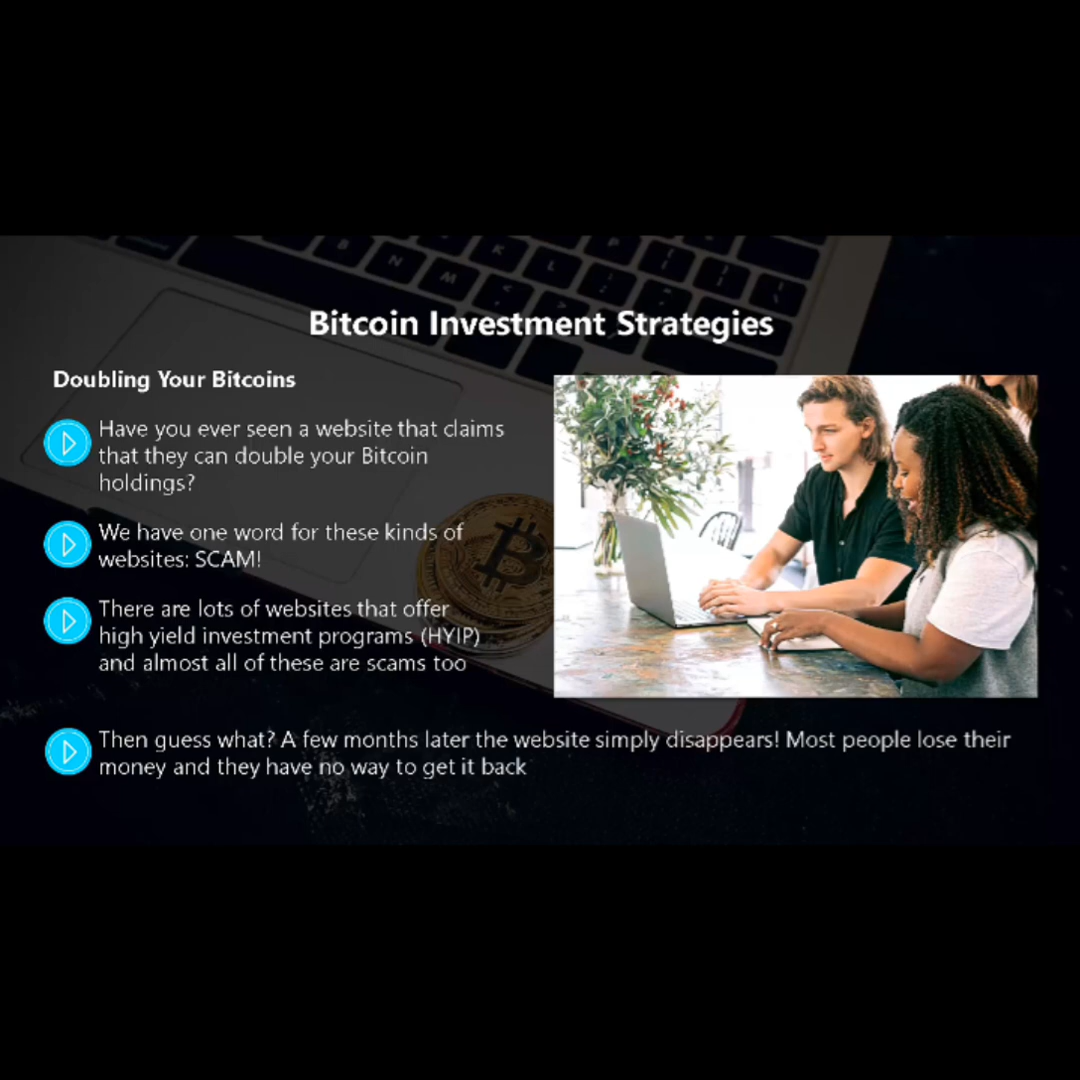 Bitcoin Investment Strategies
Doubling Your Bitcoins
Have you ever seen a website that claims
that they can double your Bitcoin
holdings?
We have one word for these kinds of
websites: SCAM!
There are lots of websites that offer
high yield investment programs (HYIP)
and almost all of these are scams too
Then guess what? A few months later the website simply disappears! Most people lose their
money and they have no way to get it back